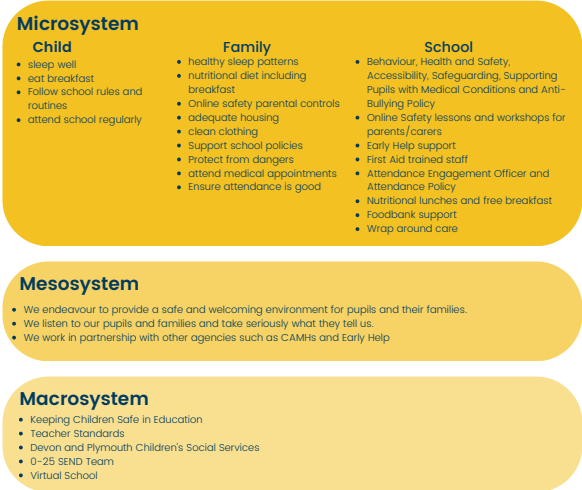 Microsystem
Child
sleep well
eat breakfast
Follow school rules and
routines
attend school regularly
Family
healthy sleep patterns
nutritional diet including
breakfast
Online safety parental controls
adequate housing
clean clothing
Support school policies
Protect from dangers
attend medical appointments
Ensure attendance is good
School
Behaviour, Health and Safety,
Accessibility, Safeguarding, Supporting
Pupils with Medical Conditions and Anti-
Bullying Policy
Online Safety lessons and workshops for
parents/carers
Early Help support
First Aid trained staff
Attendance Engagement Officer and
Attendance Policy
Nutritional lunches and free breakfast
Foodbank support
Wrap around care
Mesosystem
We endeavour to provide a safe and welcoming environment for pupils and their families.
We listen to our pupils and families and take seriously what they tell us.
We work in partnership with other agencies such as CAMHs and Early Help
Macrosystem
Keeping Children Safe in Education
Teacher Standards
Devon and Plymouth Children's Social Services
0-25 SEND Team
Virtual School